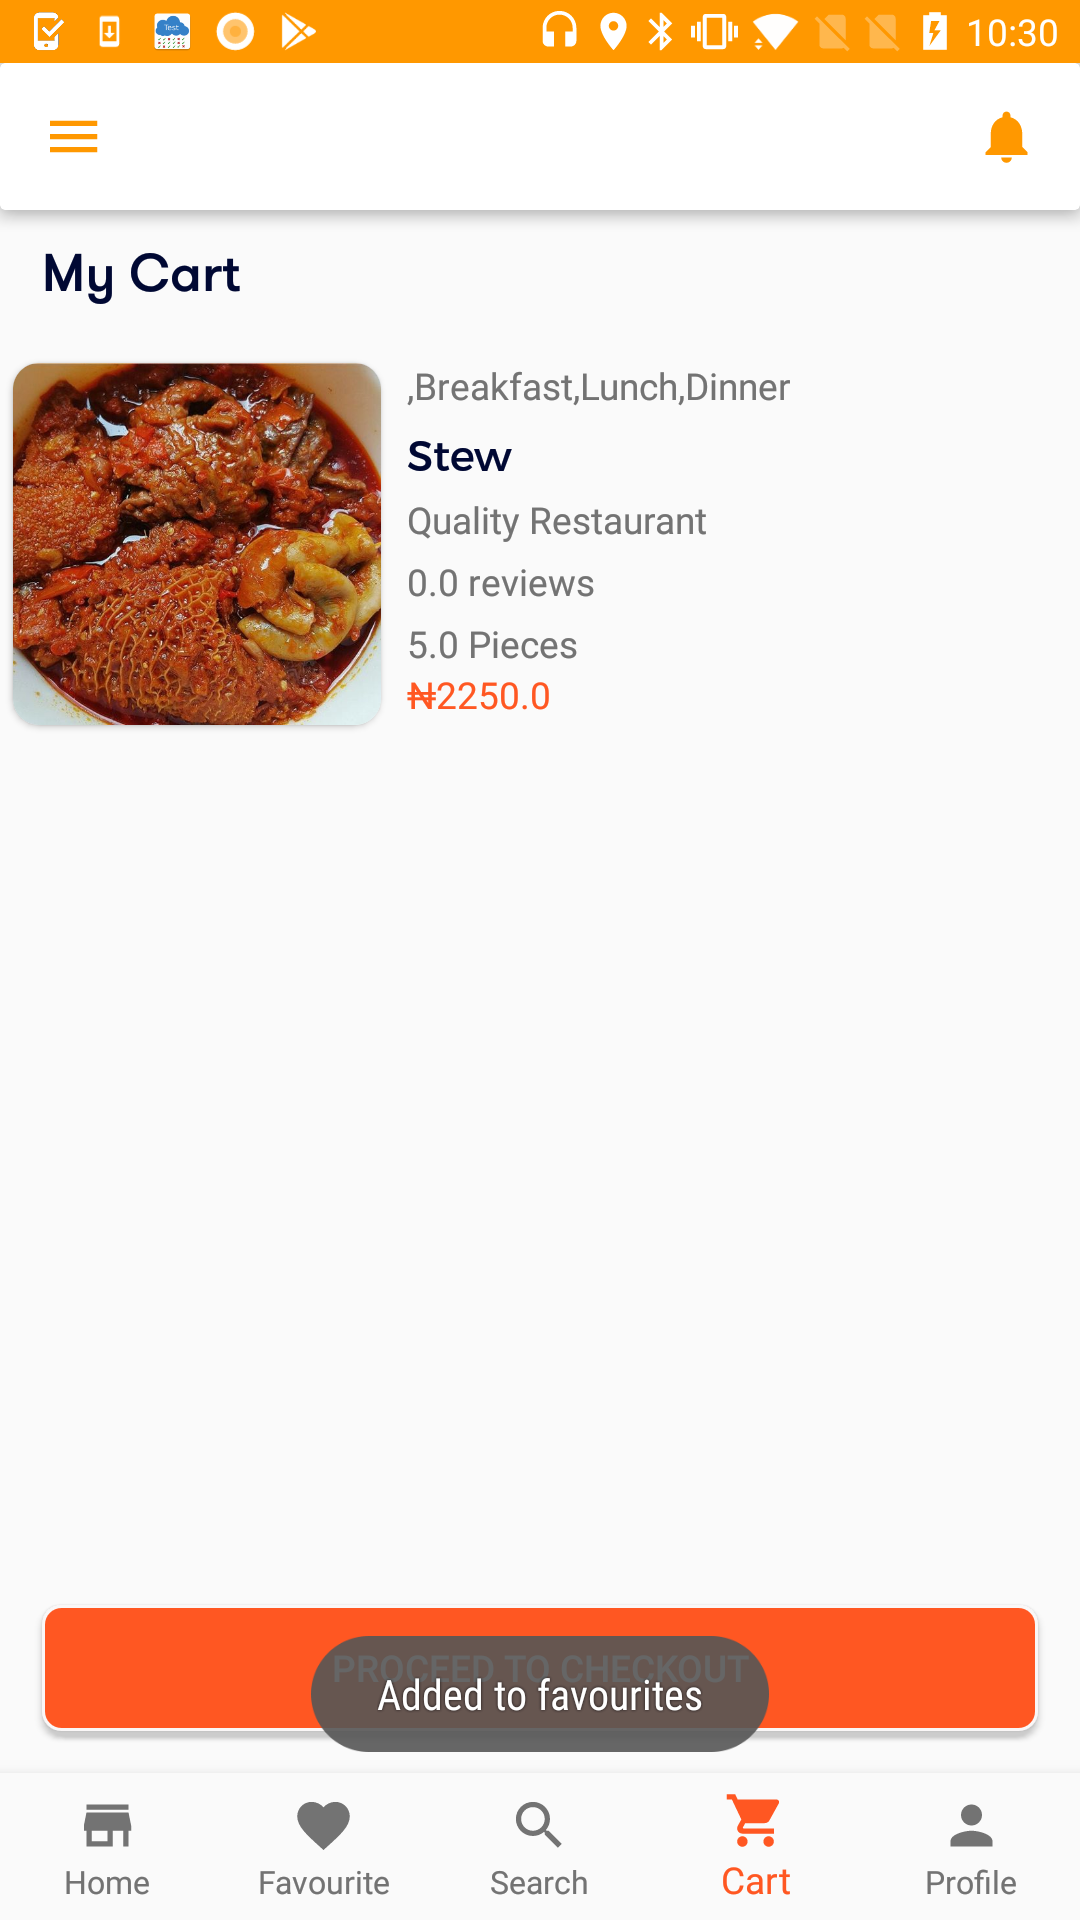 Test
10:30
My Cart
,Breakfast,Lunch,Dinner
Stew
Quality Restaurant
0.0 reviews
5.0 Pieces
₦2250.0
PROCEED TO CHECKOUT
Added to favourites
Home
Favourite
Search
Cart
Profile